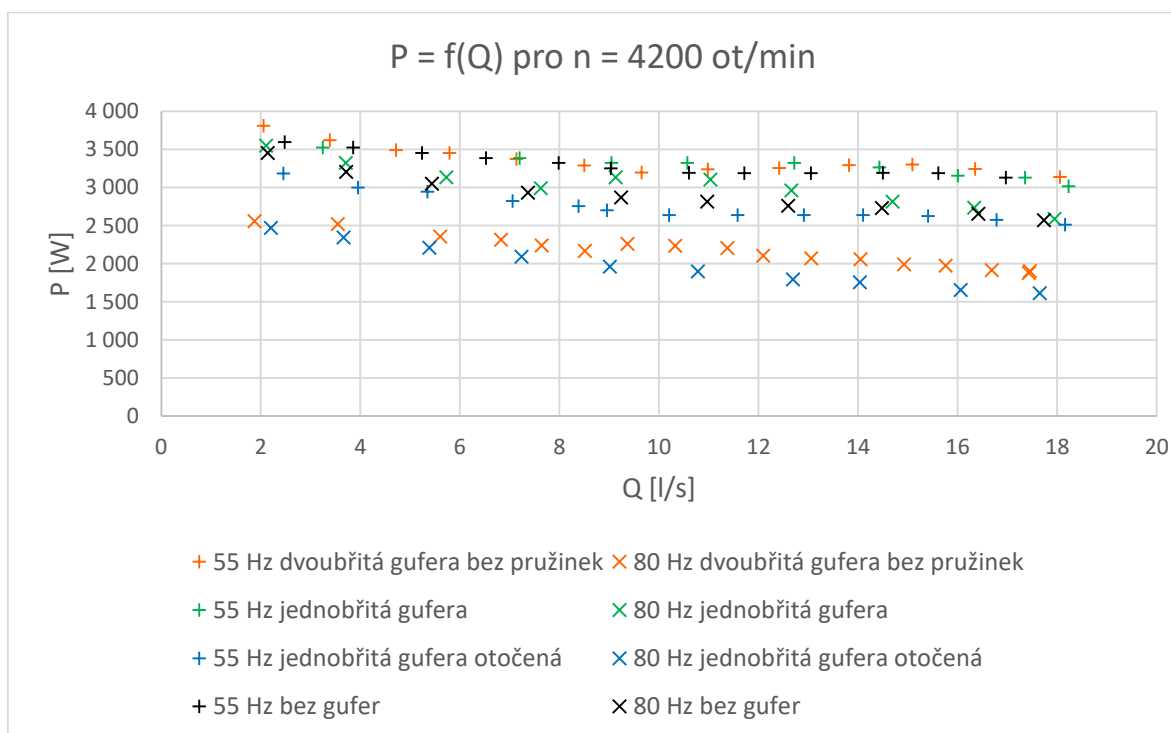 P = f(Q) pro n = 4200 ot/min
4 000
3 500
3 000
2 500
2 000
1 500
1 000
500
0
P [W]
0 2 4 6 8 10 12 14 16 18 20
Q [l/s]
55 Hz dvoubřitá gufera bez pružinek 80 Hz dvoubřitá gufera bez pružinek
55 Hz jednobřitá gufera 80 Hz jednobřitá gufera
55 Hz jednobřitá gufera otočená 80 Hz jednobřitá gufera otočená
55 Hz bez gufer 80 Hz bez gufer